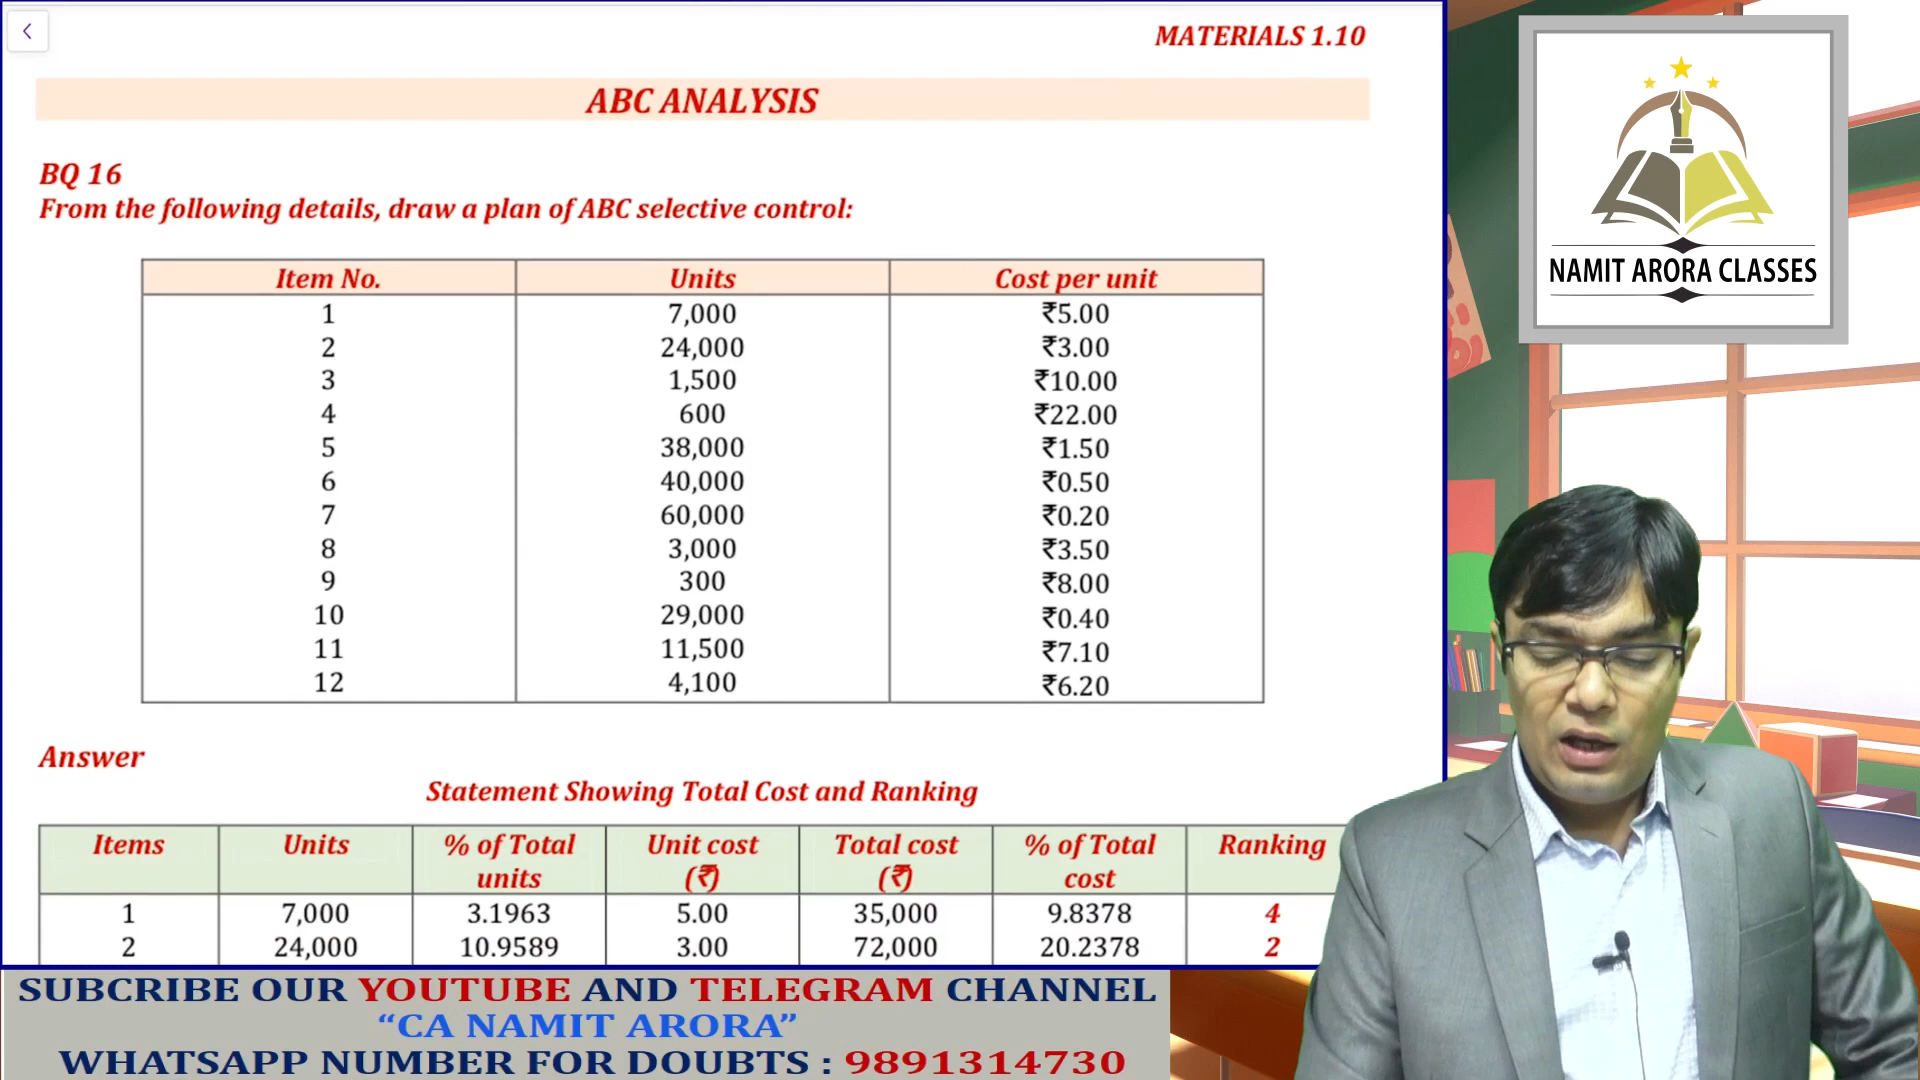 MATERIALS 1.10
ABC ANALYSIS
BQ 16
From the following details, draw a plan of ABC selective control:
Item No. Units Cost per unit
1 7,000 ₹5.00
2 24,000 ₹3.00
3 1,500 ₹10.00
4 600 ₹22.00
5 38,000 ₹1.50
6 40,000 ₹0.50
7 60,000 ₹0.20
8 3,000 ₹3.50
9 300 ₹8.00
10 29,000 ₹0.40
11 11,500 ₹7.10
12 4,100 ₹6.20
Answer
Statement Showing Total Cost and Ranking
Items Units % of Total units Unit cost (₹) Total cost (₹) % of Total cost Ranking
1 7,000 3.1963 5.00 35,000 9.8378 4
2 24,000 10.9589 3.00 72,000 20.2378 2
NAMIT ARORA CLASSES
SUBCRIBE OUR YOUTUBE AND TELEGRAM CHANNEL
“CA NAMIT ARORA”
WHATSAPP NUMBER FOR DOUBTS : 9891314730